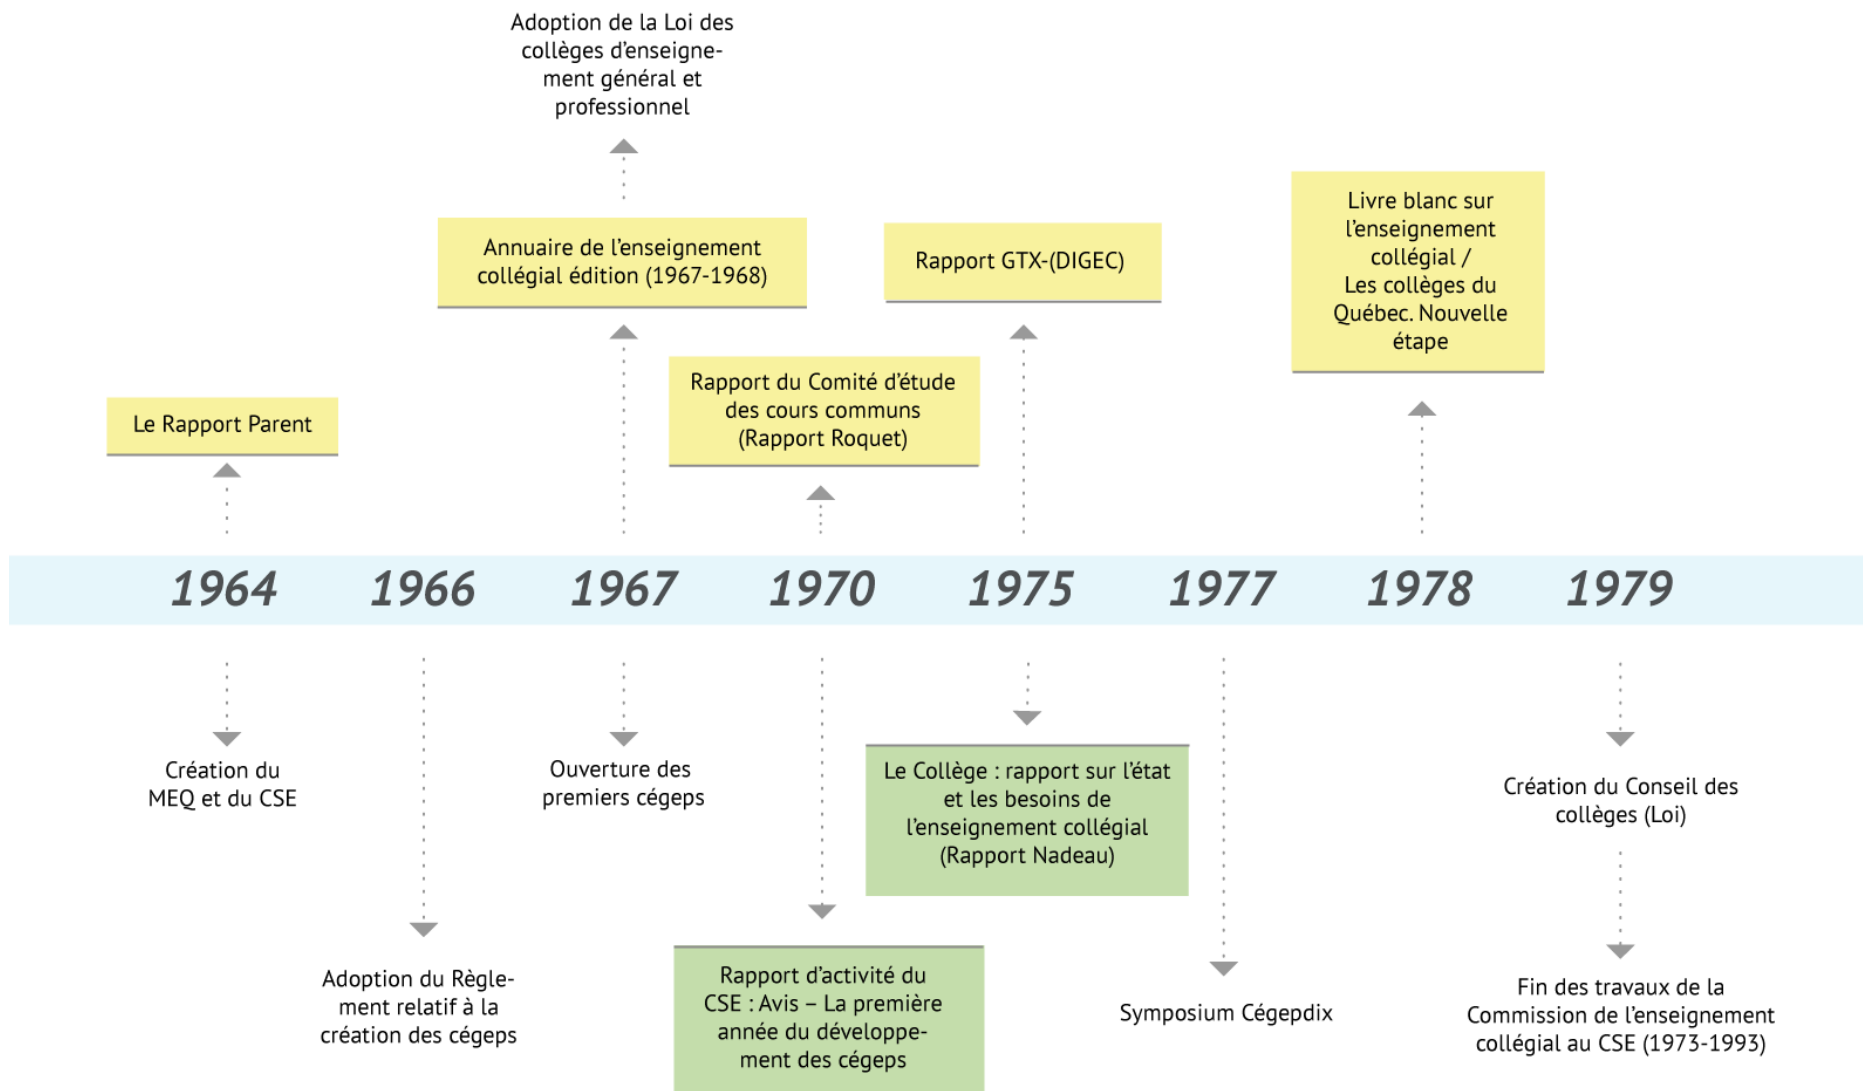 Adoption de la Loi des
collèges d'enseigne-
ment général et
professionnel
Annuaire de l'enseignement
collégial édition (1967-1968)
Rapport GTX-(DIGEC)
Livre blanc sur
l'enseignement
collégial /
Les collèges du
Québec. Nouvelle
étape
Le Rapport Parent
Rapport du Comité d'étude
des cours communs
(Rapport Roquet)
1964 1966 1967 1970 1975 1977 1978 1979
Création du
MEQ et du CSE
Adoption du Règle-
ment relatif à la
création des cégeps
Ouverture des
premiers cégeps
Rapport d'activité du
CSE : Avis – La première
année du développe-
ment des cégeps
Le Collège : rapport sur l'état
et les besoins de
l'enseignement collégial
(Rapport Nadeau)
Symposium Cégepdix
Création du Conseil des
collèges (Loi)
Fin des travaux de la
Commission de l'enseignement
collégial au CSE (1973-1993)